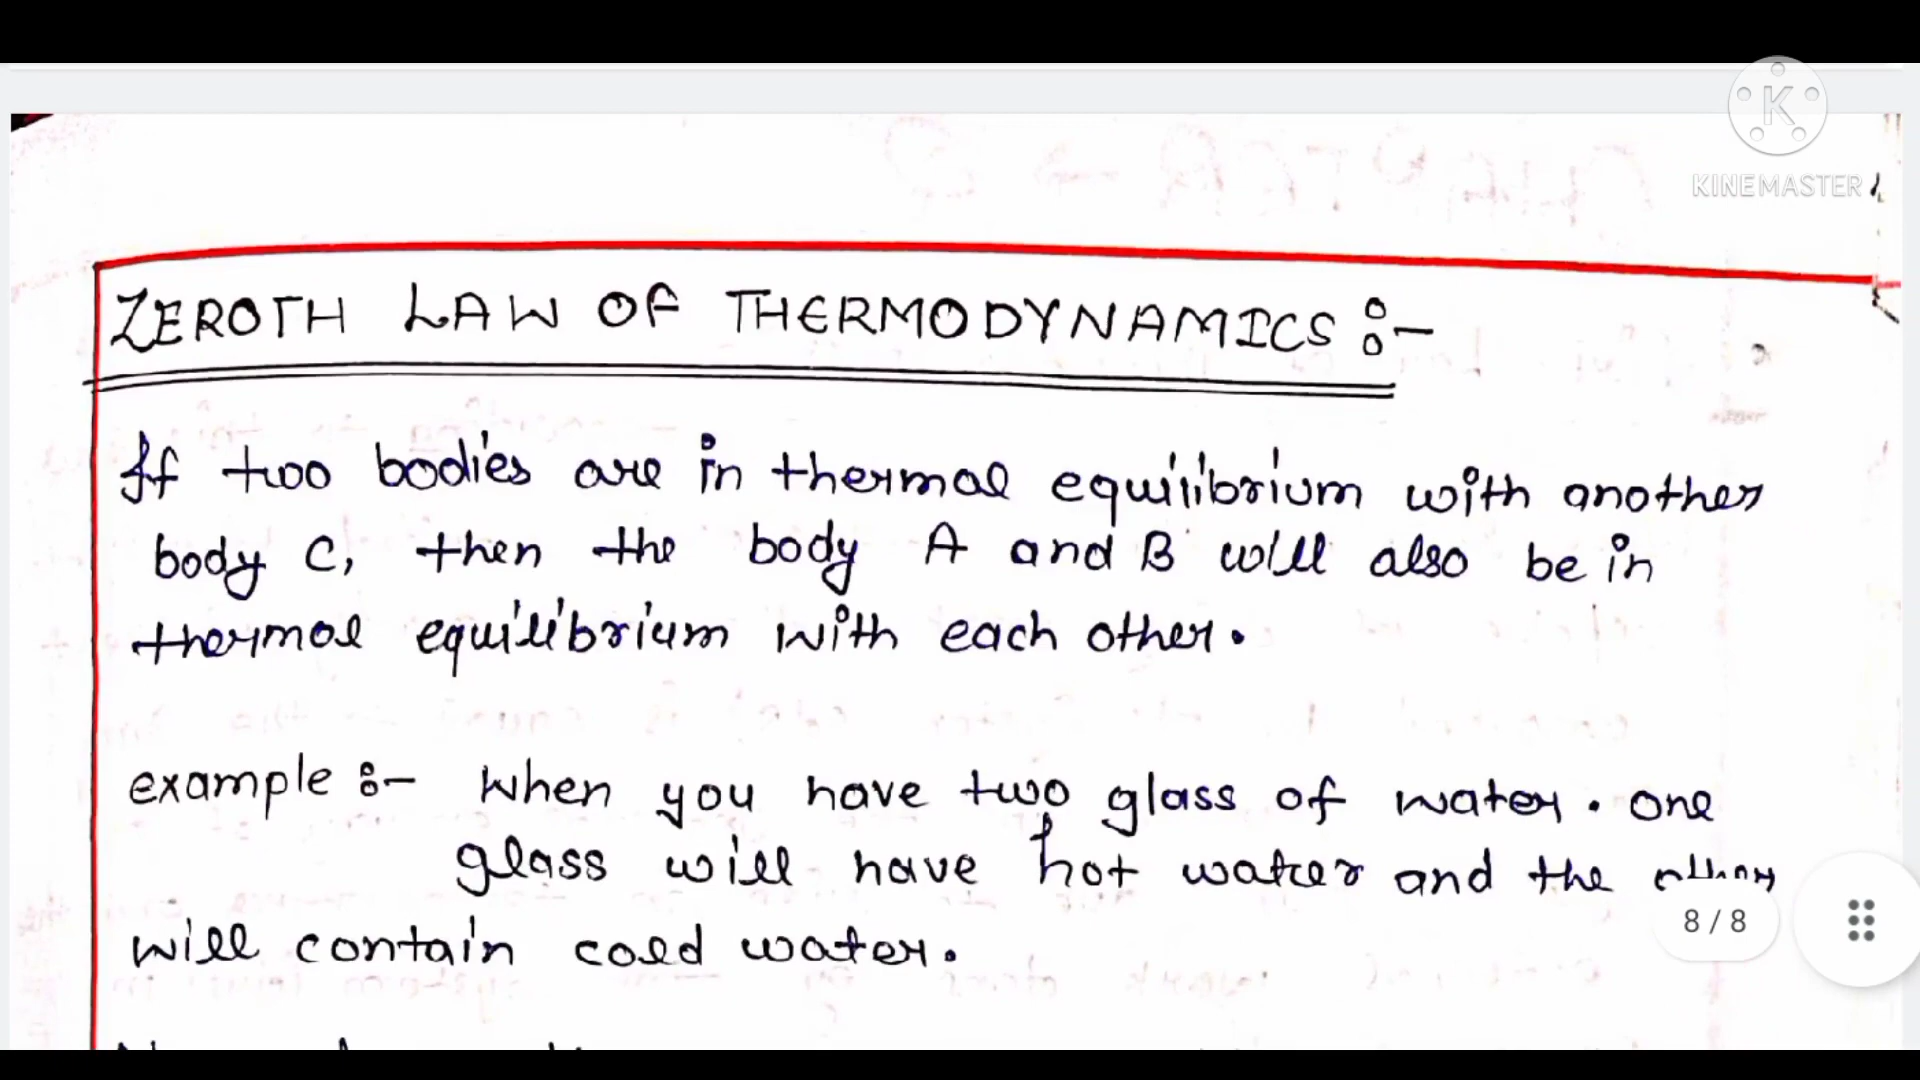 KINEMASTER
ZEROTH LAW OF THERMODYNAMICS :-
If two bodies are in thermal equilibrium with another
body C, then the body A and B will also be in
thermal equilibrium with each other.
example :- When you have two glass of water. one
glass will have hot water and the other
will contain cold water.
8 / 8